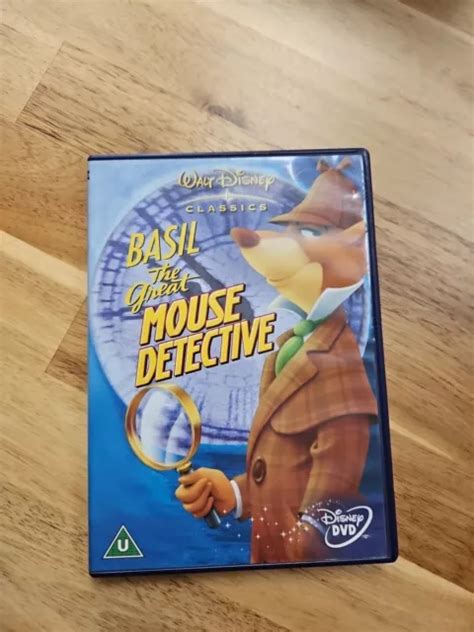 WALT DISNEY
CLASSICS
BASIL
The
Great
MOUSE
DETECTIVE
U
DISNEY
DVD